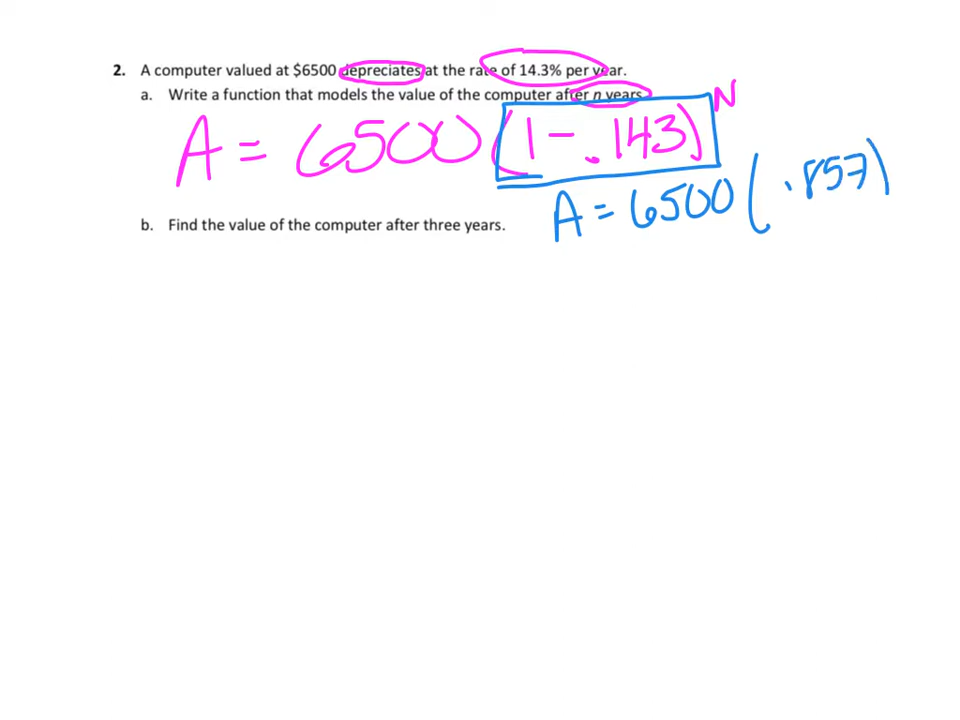 2. A computer valued at $6500 depreciates at the rate of 14.3% per year.
a. Write a function that models the value of the computer after n years.
A = 6500 (1 - .143)^N
A = 6500 (.857)
b. Find the value of the computer after three years.